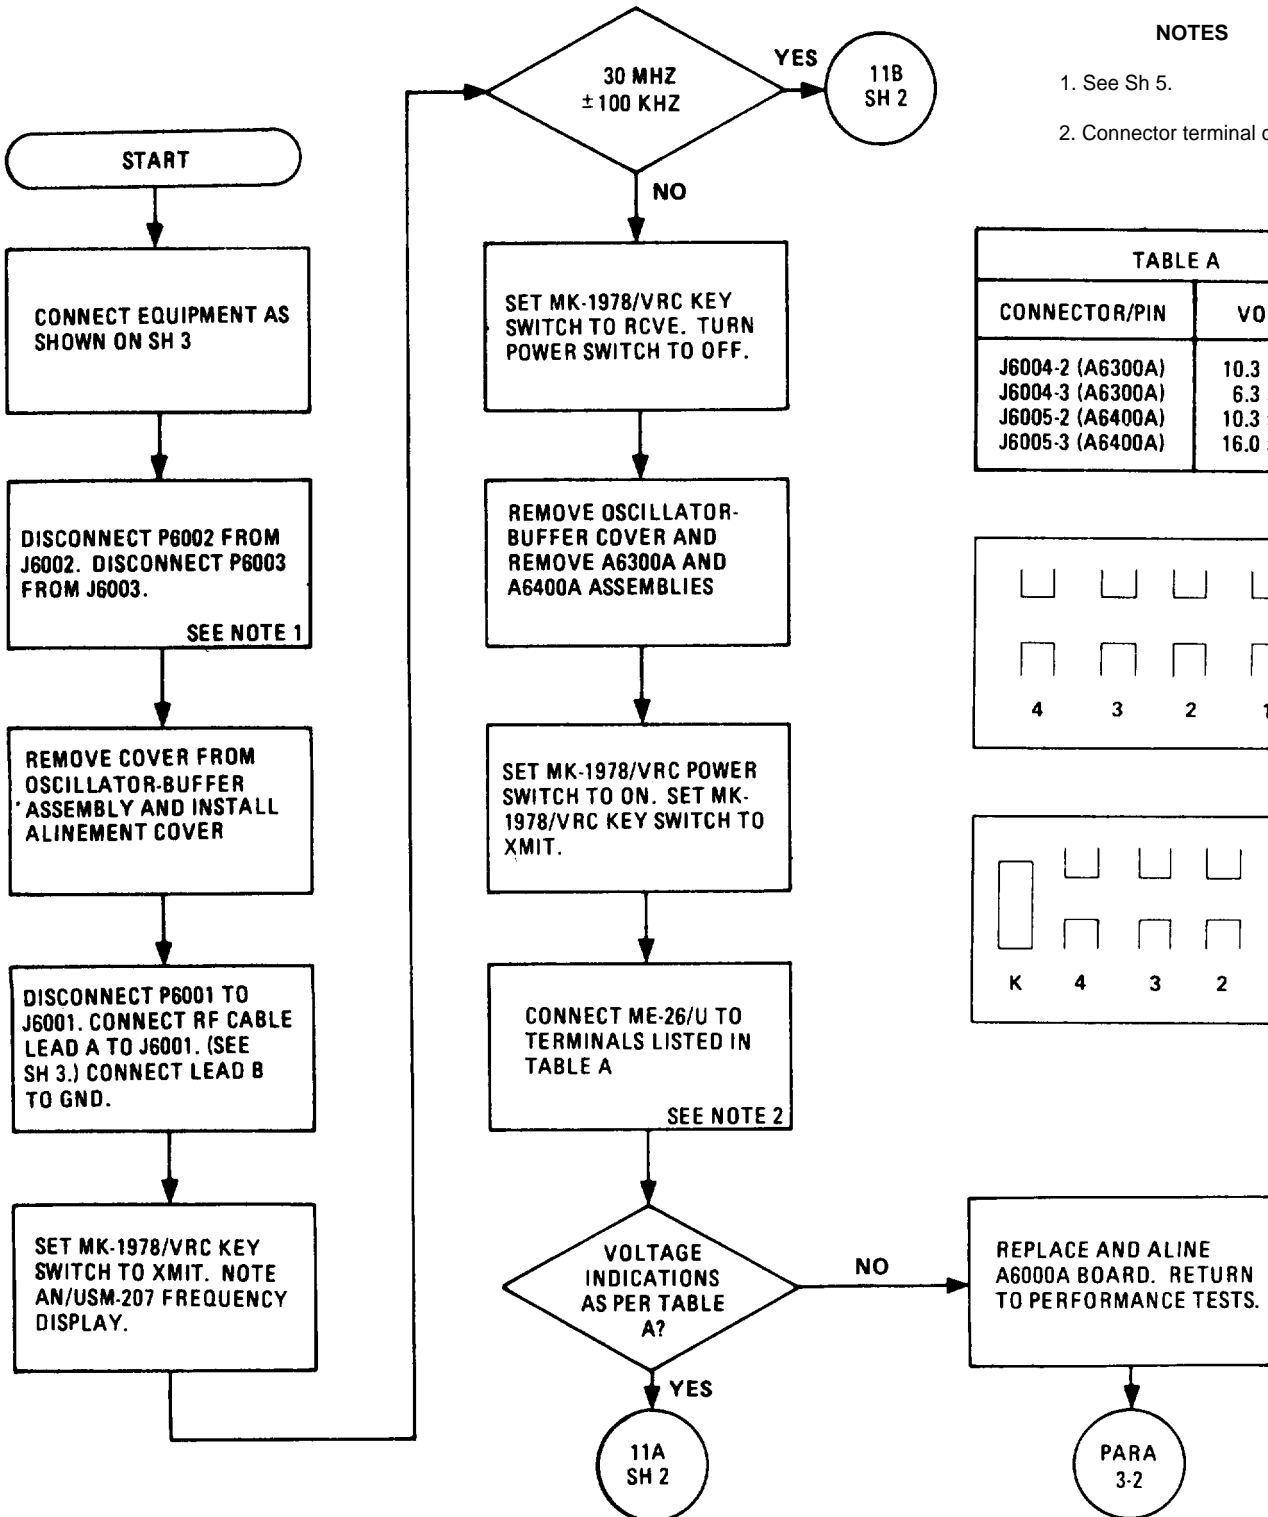 START
CONNECT EQUIPMENT AS
SHOWN ON SH 3
DISCONNECT P6002 FROM
J6002. DISCONNECT P6003
FROM J6003.
SEE NOTE 1
REMOVE COVER FROM
OSCILLATOR-BUFFER
ASSEMBLY AND INSTALL
ALINEMENT COVER
DISCONNECT P6001 TO
J6001. CONNECT RF CABLE
LEAD A TO J6001. (SEE
SH 3.) CONNECT LEAD B
TO GND.
SET MK-1978/VRC KEY
SWITCH TO XMIT. NOTE
AN/USM-207 FREQUENCY
DISPLAY.
30 MHZ
±100 KHZ
YES
11B
SH 2
NO
SET MK-1978/VRC KEY
SWITCH TO RCVE. TURN
POWER SWITCH TO OFF.
REMOVE OSCILLATOR-
BUFFER COVER AND
REMOVE A6300A AND
A6400A ASSEMBLIES
SET MK-1978/VRC POWER
SWITCH TO ON. SET MK-
1978/VRC KEY SWITCH TO
XMIT.
CONNECT ME-26/U TO
TERMINALS LISTED IN
TABLE A
SEE NOTE 2
VOLTAGE
INDICATIONS
AS PER TABLE
A?
NO
YES
11A
SH 2
REPLACE AND ALINE
A6000A BOARD. RETURN
TO PERFORMANCE TESTS.
PARA
3-2
NOTES
1. See Sh 5.
2. Connector terminal
TABLE A
CONNECTOR/PIN VO
J6004-2 (A6300A) 10.3
J6004-3 (A6300A) 6.3
J6005-2 (A6400A) 10.3
J6005-3 (A6400A) 16.0
4 3 2 1
K 4 3 2